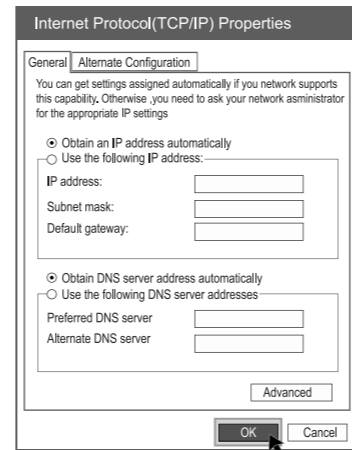 Internet Protocol(TCP/IP) Properties
General
Alternate Configuration
You can get settings assigned automatically if you network supports
this capability. Otherwise ,you need to ask your network asministrator
for the appropriate IP settings
Obtain an IP address automatically
Use the following IP address:
IP address:
Subnet mask:
Default gateway:
Obtain DNS server address automatically
Use the following DNS server addresses
Preferred DNS server
Alternate DNS server
Advanced
OK
Cancel